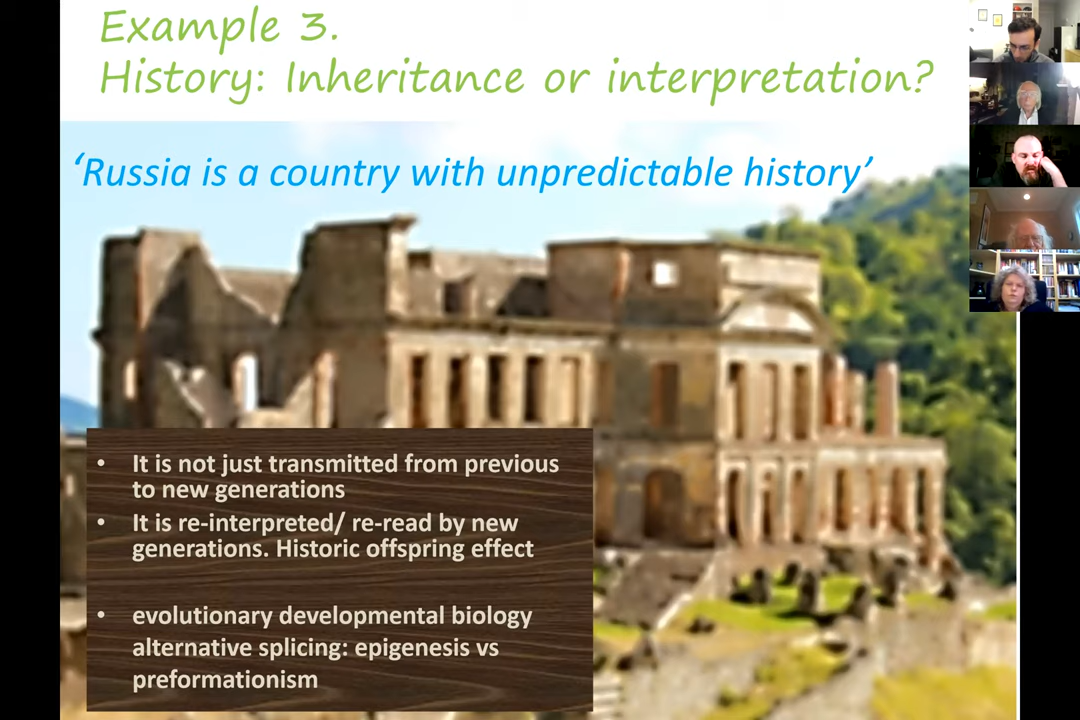 Example 3.
History: Inheritance or interpretation?
‘Russia is a country with unpredictable history’
• It is not just transmitted from previous
to new generations
• It is re-interpreted/ re-read by new
generations. Historic offspring effect
• evolutionary developmental biology
alternative splicing: epigenesis vs
preformationism